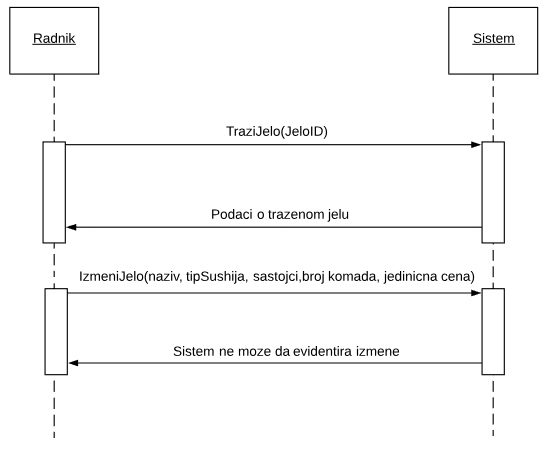 Radnik
Sistem
TraziJelo(JeloID)
Podaci o trazenom jelu
IzmeniJelo(naziv, tipSushija, sastojci,broj komada, jedinicna cena)
Sistem ne moze da evidentira izmene